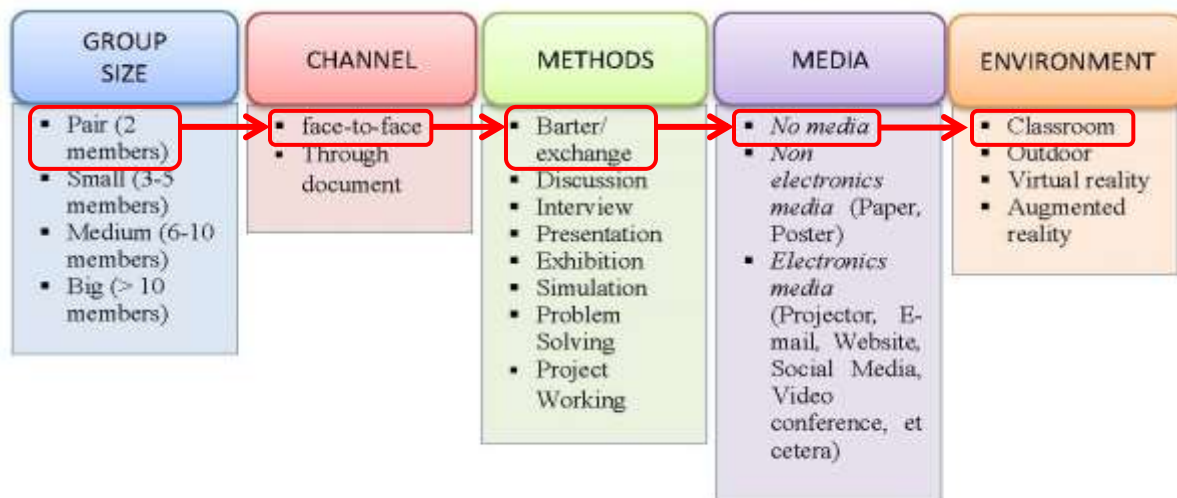 GROUP
SIZE
▪ Pair (2
members)
▪ Small (3-5
members)
▪ Medium (6-10
members)
▪ Big (> 10
members)
CHANNEL
▪ face-to-face
▪ Through
document
METHODS
▪ Barter/
exchange
▪ Discussion
▪ Interview
▪ Presentation
▪ Exhibition
▪ Simulation
▪ Problem
Solving
▪ Project
Working
MEDIA
▪ No media
▪ Non
electronics
media (Paper,
Poster)
▪ Electronics
media
(Projector, E-
mail, Website,
Social Media,
Video
conference, et
cetera)
ENVIRONMENT
▪ Classroom
▪ Outdoor
▪ Virtual reality
▪ Augmented
reality